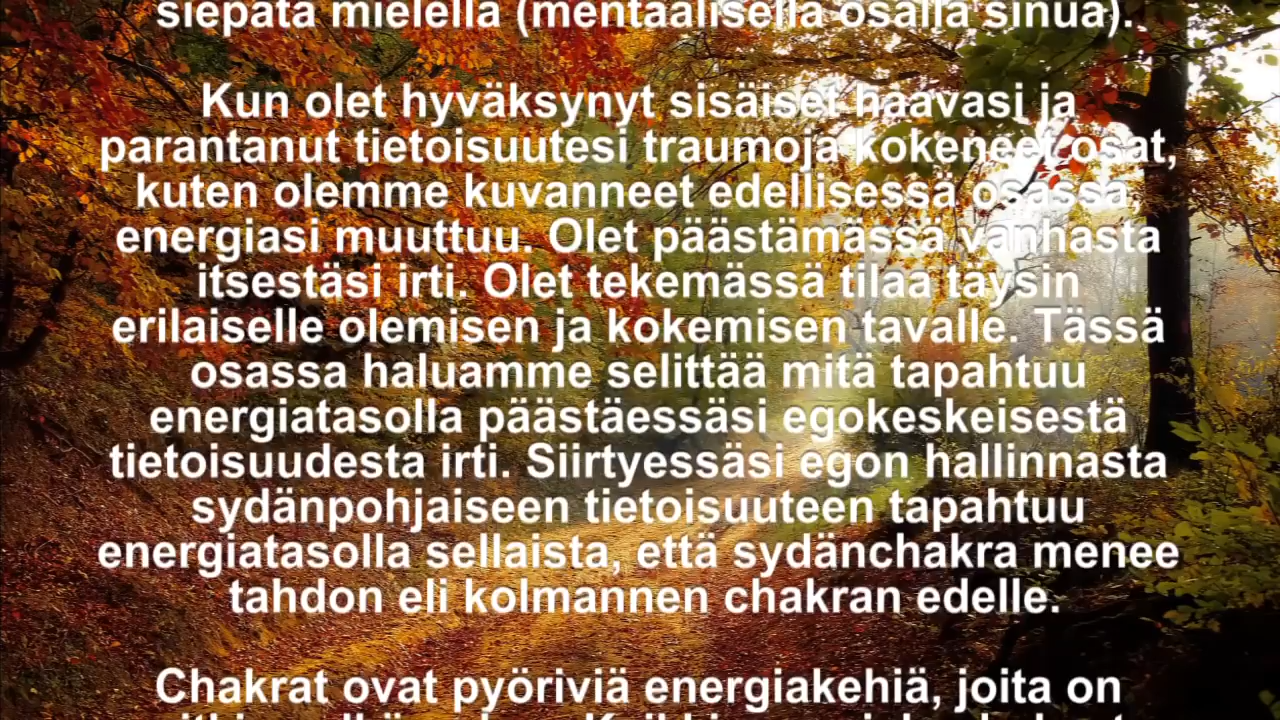 siepata mielellä (mentaalisella osalla sinua).
Kun olet hyväksynyt sisäiset haavasi ja
parantanut tietoisuutesi traumoja kokeneet osat,
kuten olemme kuvanneet edellisessä osassa,
energiasi muuttuu. Olet päästämässä vanhasta
itsestäsi irti. Olet tekemässä tilaa täysin
erilaiselle olemisen ja kokemisen tavalle. Tässä
osassa haluamme selittää mitä tapahtuu
energiatasolla päästäessäsi egokeskeisestä
tietoisuudesta irti. Siirtyessäsi egon hallinnasta
sydänpohjaiseen tietoisuuteen tapahtuu
energiatasolla sellaista, että sydänchakra menee
tahdon eli kolmannen chakran edelle.
Chakrat ovat pyöriviä energiakehiä, joita on